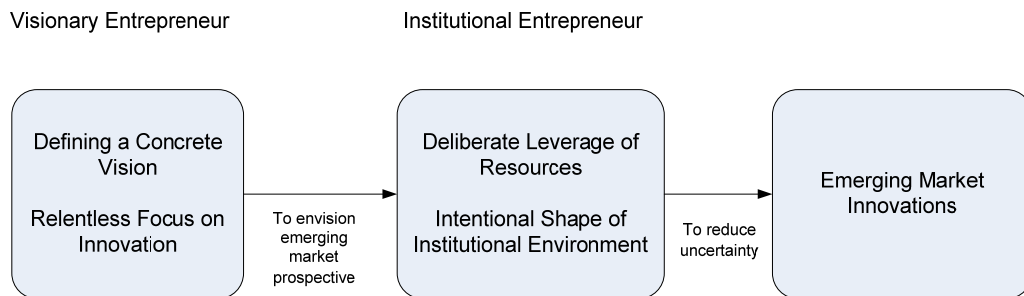 Visionary Entrepreneur
Institutional Entrepreneur
Defining a Concrete
Vision
Relentless Focus on
Innovation
To envision
emerging
market
prospective
Deliberate Leverage of
Resources
Intentional Shape of
Institutional Environment
To reduce
uncertainty
Emerging Market
Innovations